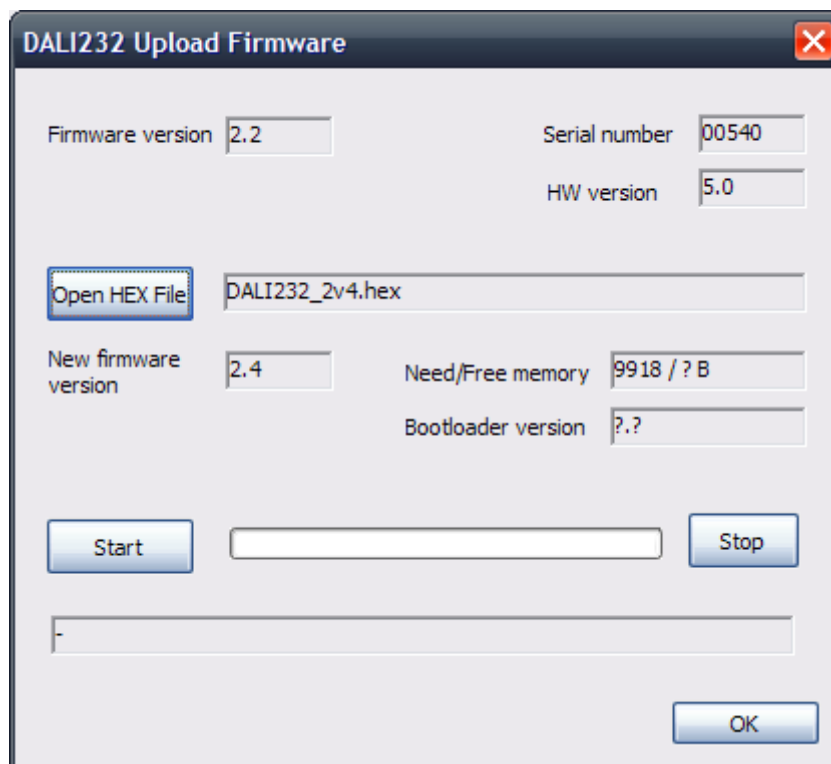 DALI232 Upload Firmware
Firmware version 2.2 Serial number 00540
HW version 5.0
Open HEX File DALI232_2v4.hex
New firmware
version 2.4 Need/Free memory 9918 / ? B
Bootloader version ?.?
Start Stop
-
OK